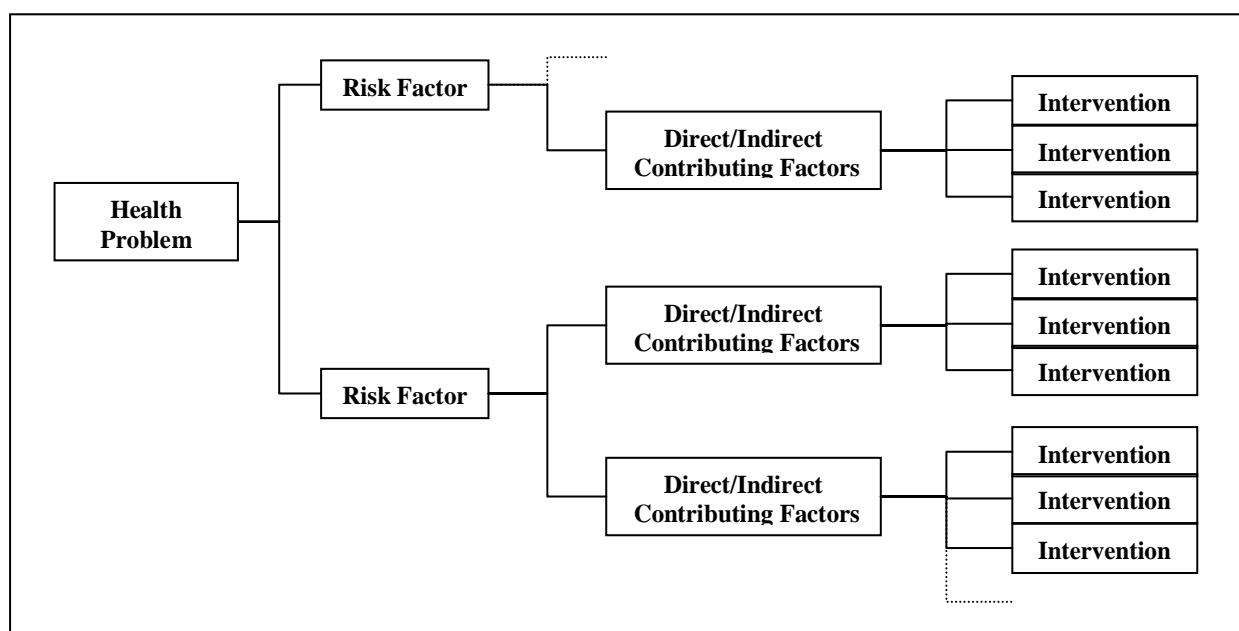 Risk Factor
Direct/Indirect
Contributing Factors
Intervention
Intervention
Intervention
Health
Problem
Risk Factor
Direct/Indirect
Contributing Factors
Intervention
Intervention
Intervention
Direct/Indirect
Contributing Factors
Intervention
Intervention
Intervention